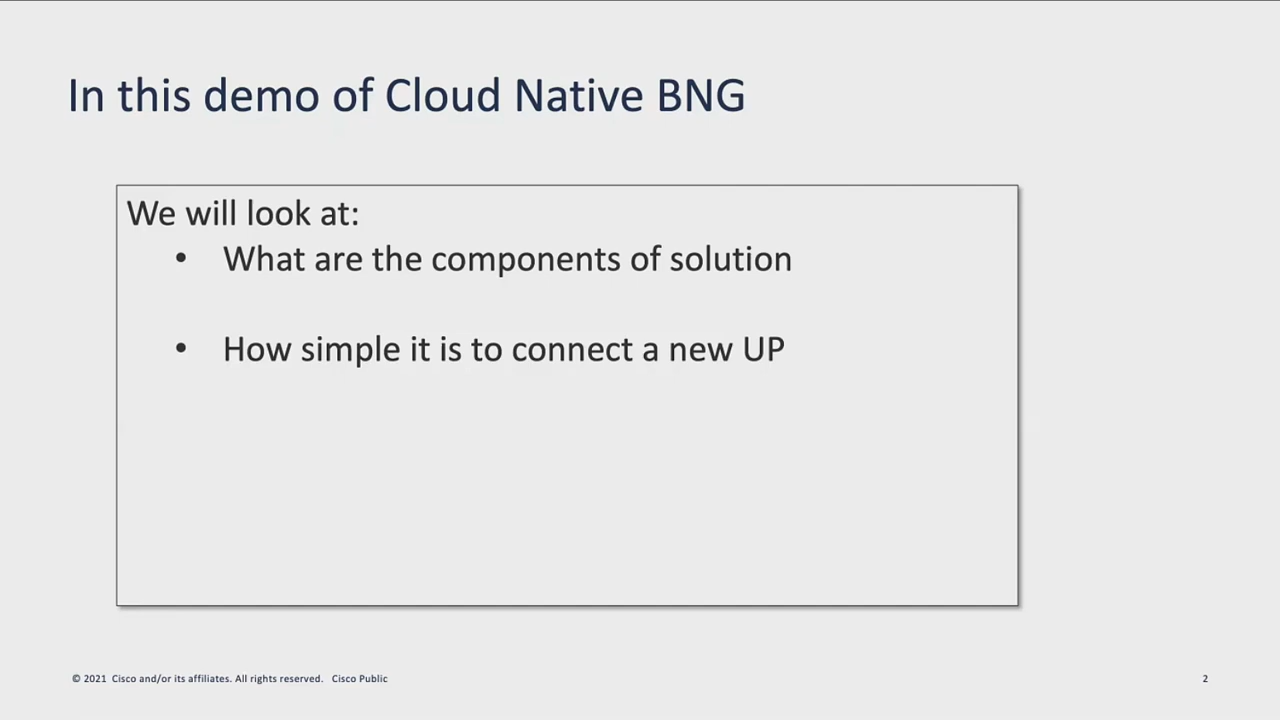 In this demo of Cloud Native BNG
We will look at:
• What are the components of solution
• How simple it is to connect a new UP
© 2021 Cisco and/or its affiliates. All rights reserved. Cisco Public
2